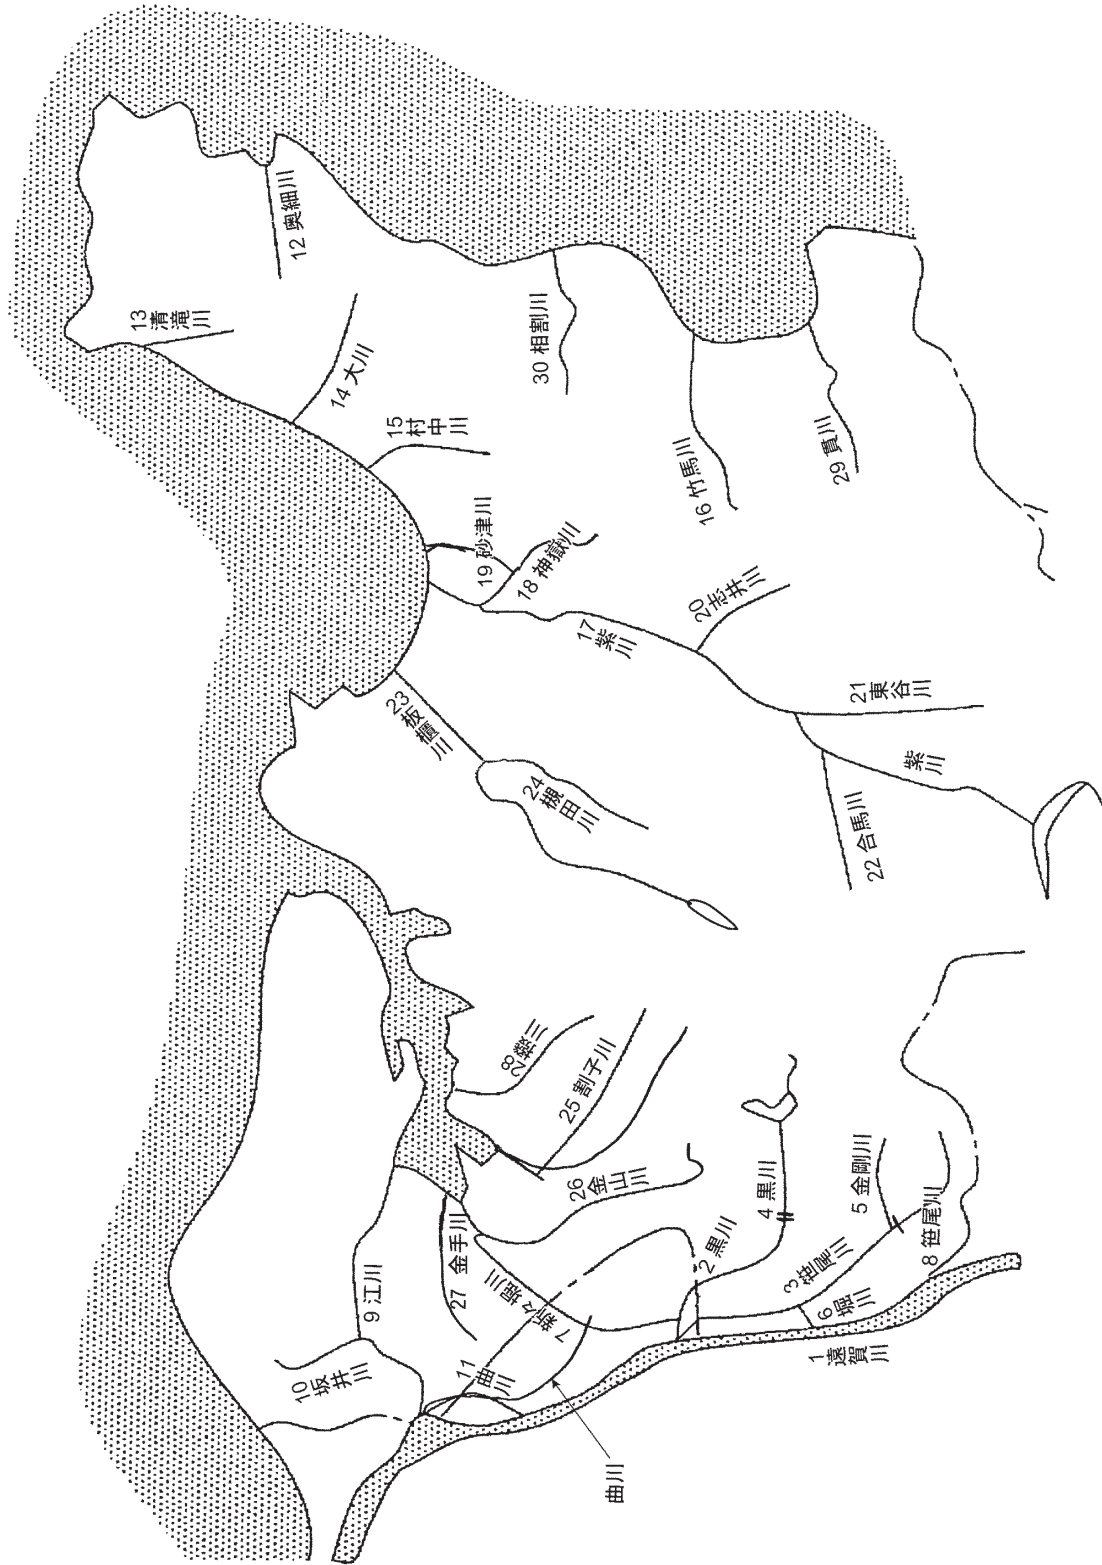 1 遠賀川
2 黒川
3 笹尾川
4 黒川
5 金剛川
6 堀川
7 新々堀川
8 笹尾川
9 江川
10 坂井川
11 曲川
曲川
12 奥細川
13 清滝川
14 大川
15 村中川
16 竹馬川
17 紫川
紫川
18 神嶽川
19 砂津川
20 志井川
21 東谷川
22 合馬川
23 板櫃川
24 槻田川
25 割子川
26 金山川
27 金手川
28
29 貫川
30 相割川